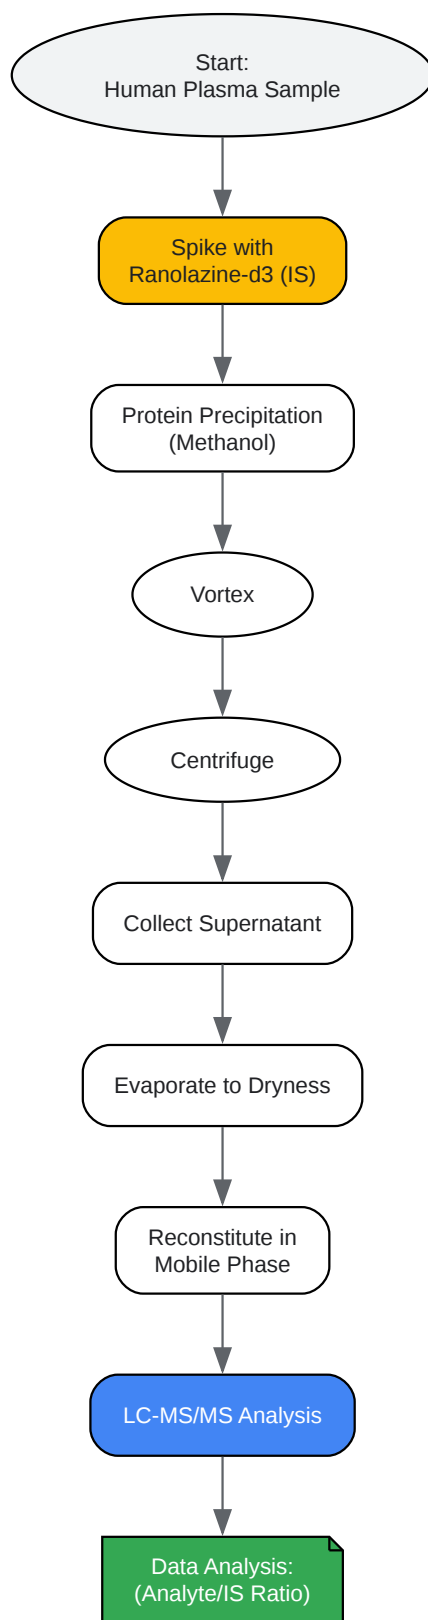 Start:
Human Plasma Sample
Spike with
Ranolazine-d3 (IS)
Protein Precipitation
(Methanol)
Vortex
Centrifuge
Collect Supernatant
Evaporate to Dryness
Reconstitute in
Mobile Phase
LC-MS/MS Analysis
Data Analysis:
(Analyte/IS Ratio)